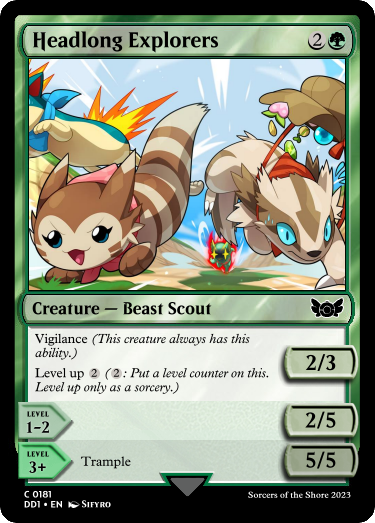 Headlong Explorers 2
Creature — Beast Scout
Vigilance (This creature always has this
ability.)
Level up 2 (2: Put a level counter on this.
Level up only as a sorcery.)
2/3
LEVEL
1-2
2/5
LEVEL
3+
Trample
5/5
C 0181
DD1 • EN Sifyro
Sorcers of the Shore 2023